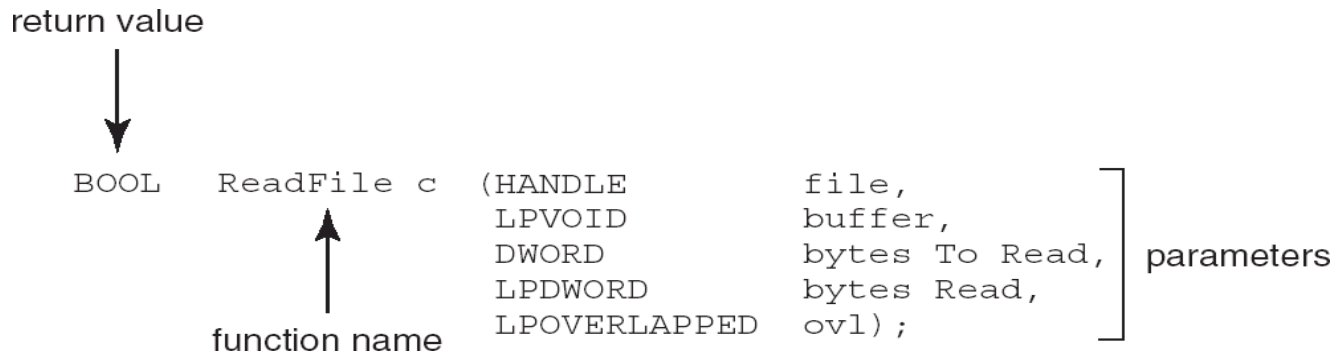 return value
BOOL ReadFile c (HANDLE file,
LPVOID buffer,
DWORD bytes To Read,
LPDWORD bytes Read,
LPOVERLAPPED ovl);
parameters
function name